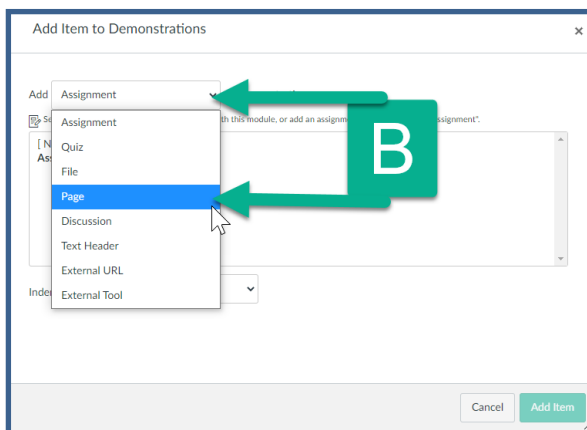 Add Item to Demonstrations
×
Add Assignment
th this module, or add an assignm ssignment".
Assignment
[ N
Quiz
Ass
File
Page
Discussion
Text Header
External URL
External Tool
Inde
B
Cancel Add Item